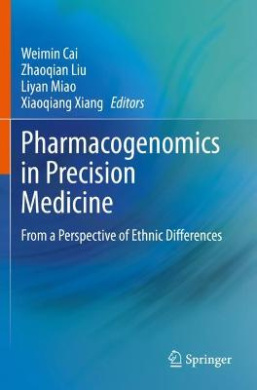 Weimin Cai
Zhaoqian Liu
Liyan Miao
Xiaoqiang Xiang Editors
Pharmacogenomics
in Precision
Medicine
From a Perspective of Ethnic Differences
Springer